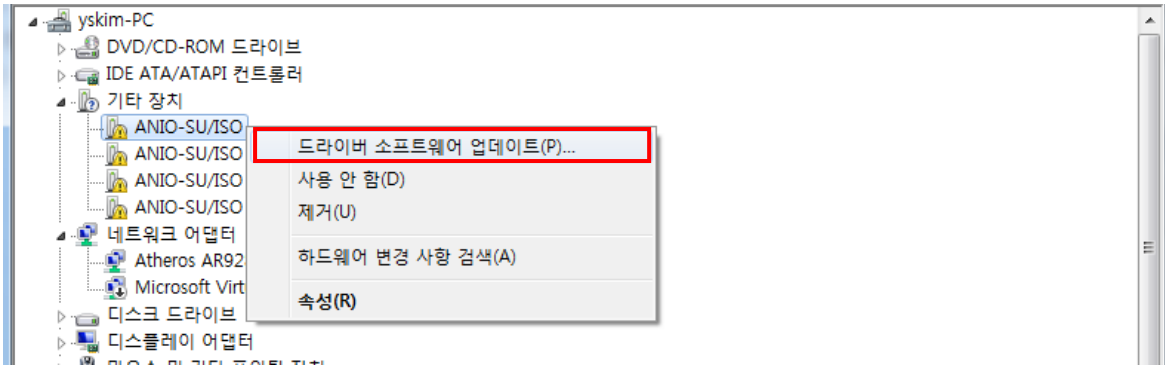 yskim-PC
DVD/CD-ROM 드라이브
IDE ATA/ATAPI 컨트롤러
기타 장치
ANIO-SU/ISO
ANIO-SU/ISO
ANIO-SU/ISO
ANIO-SU/ISO
드라이버 소프트웨어 업데이트(P)...
사용 안 함(D)
제거(U)
하드웨어 변경 사항 검색(A)
속성(R)
네트워크 어댑터
Atheros AR92
Microsoft Virt
디스크 드라이브
디스플레이 어댑터